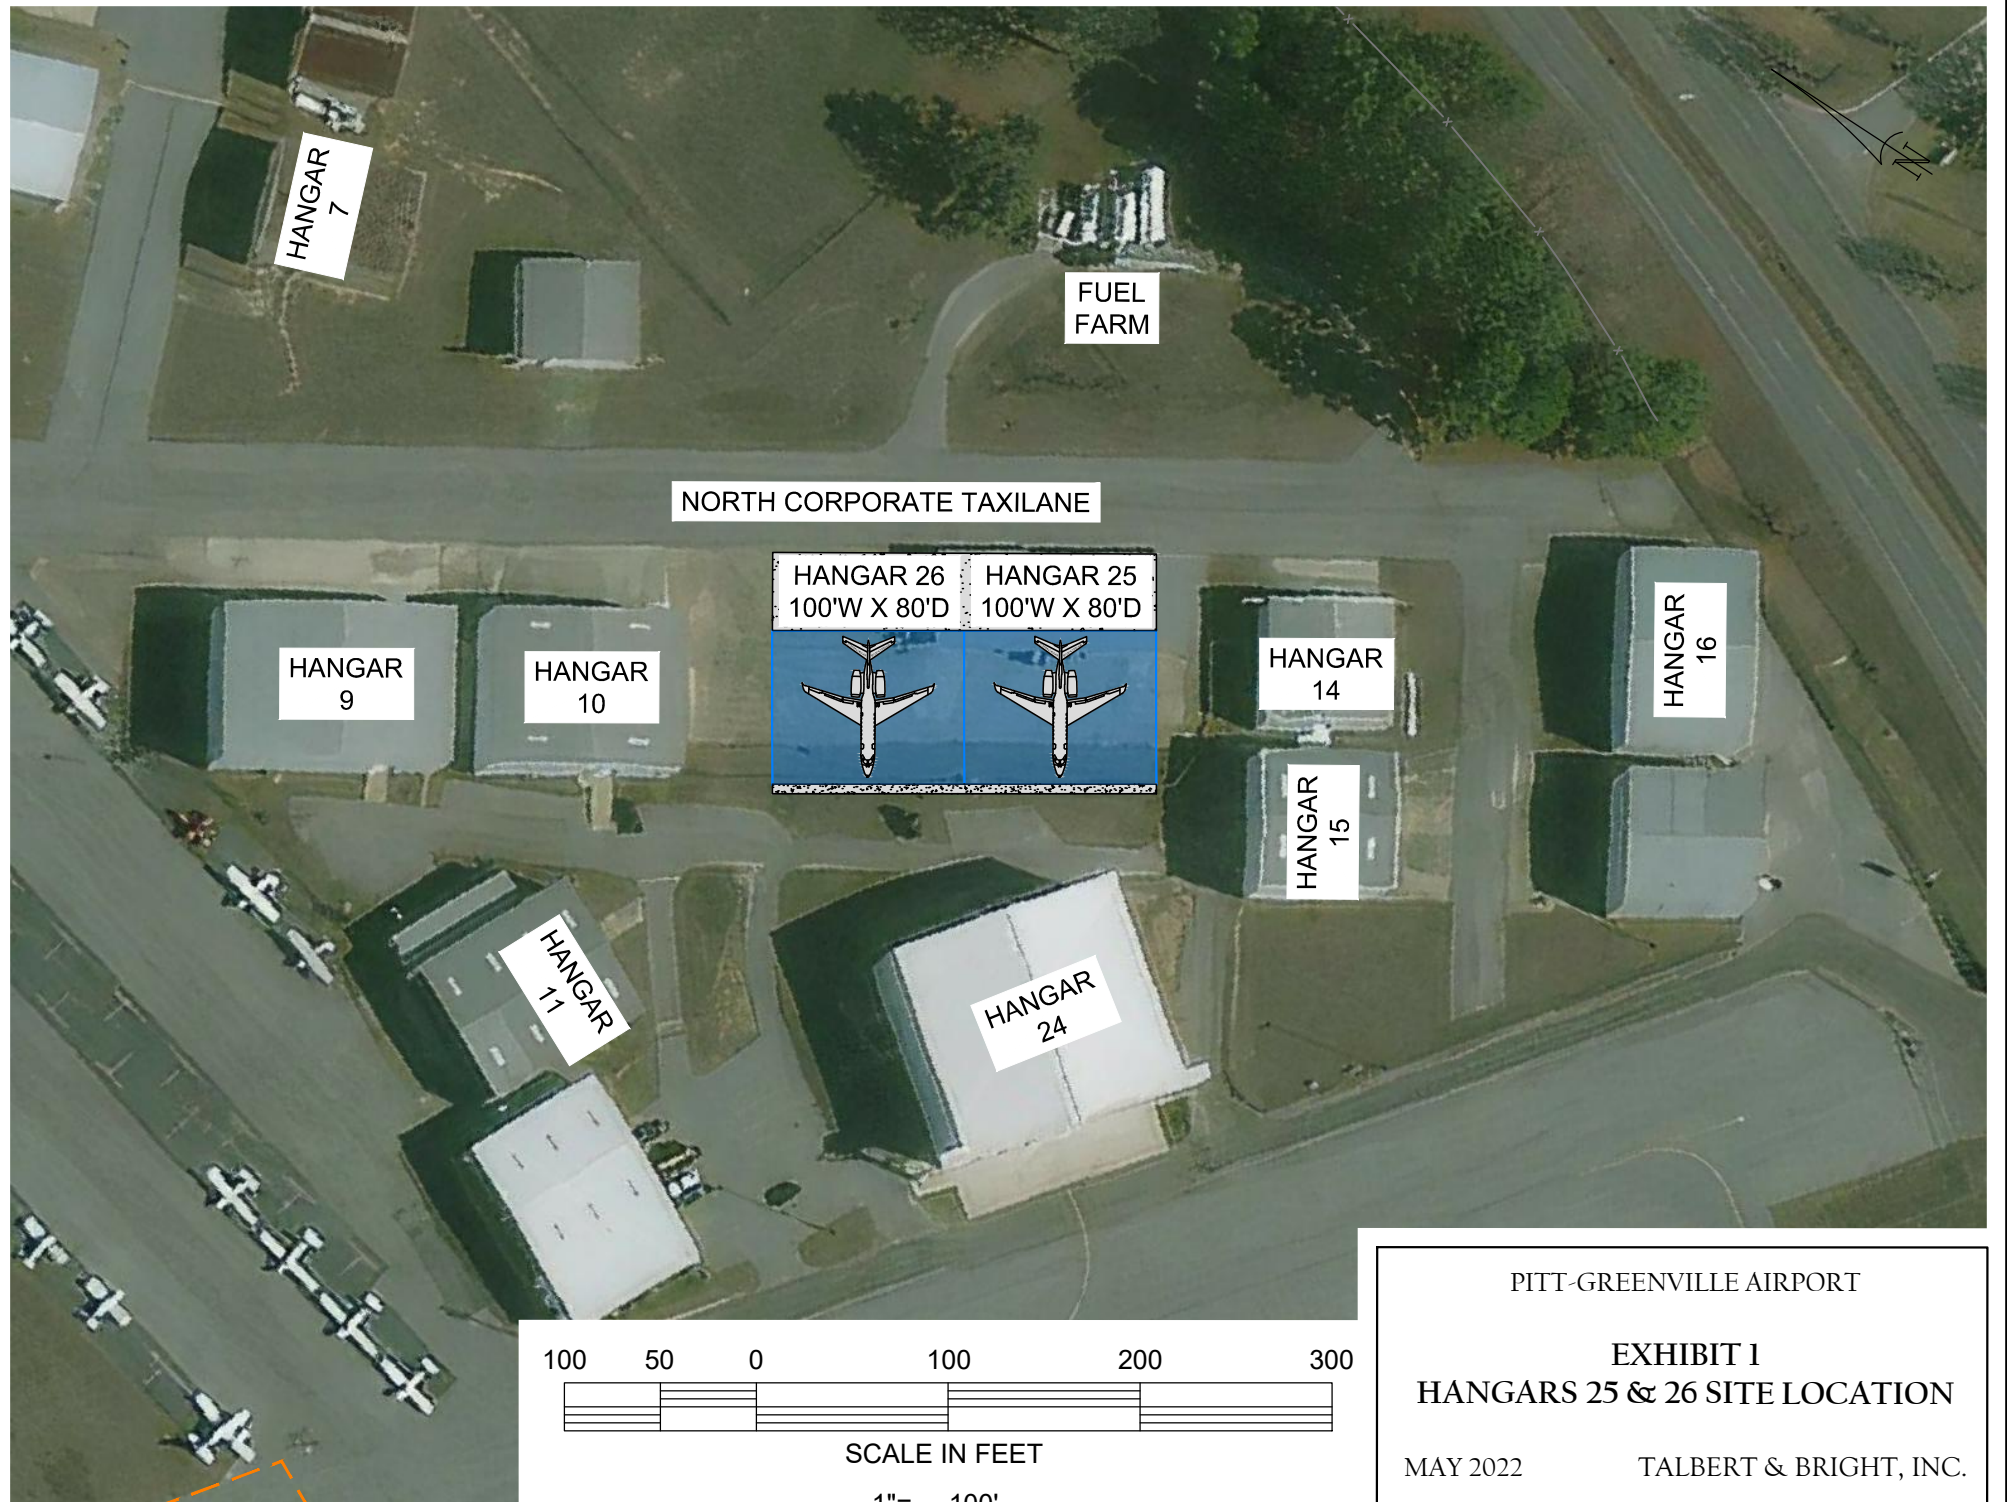 HANGAR
7
FUEL
FARM
NORTH CORPORATE TAXILANE
HANGAR 26
100'W X 80'D
HANGAR 25
100'W X 80'D
HANGAR
9
HANGAR
10
HANGAR
14
HANGAR
16
HANGAR
15
HANGAR
11
HANGAR
24
100 50 0 100 200 300
SCALE IN FEET
1"= 100'
PITT-GREENVILLE AIRPORT
EXHIBIT 1
HANGARS 25 & 26 SITE LOCATION
MAY 2022 TALBERT & BRIGHT, INC.
N